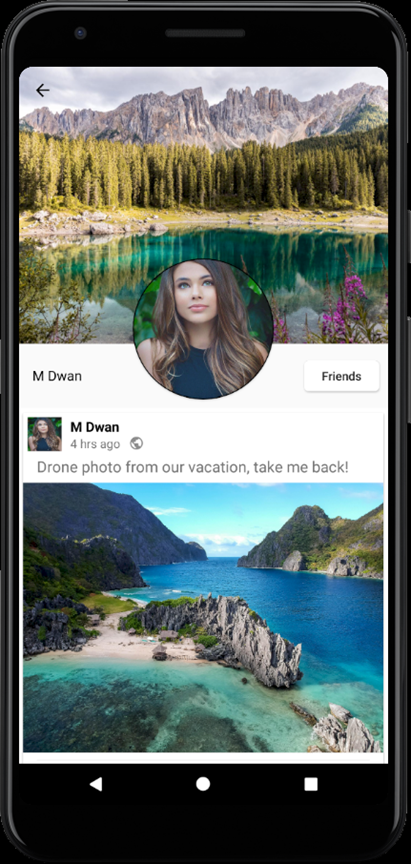 M Dwan
Friends
M Dwan
4 hrs ago
Drone photo from our vacation, take me back!